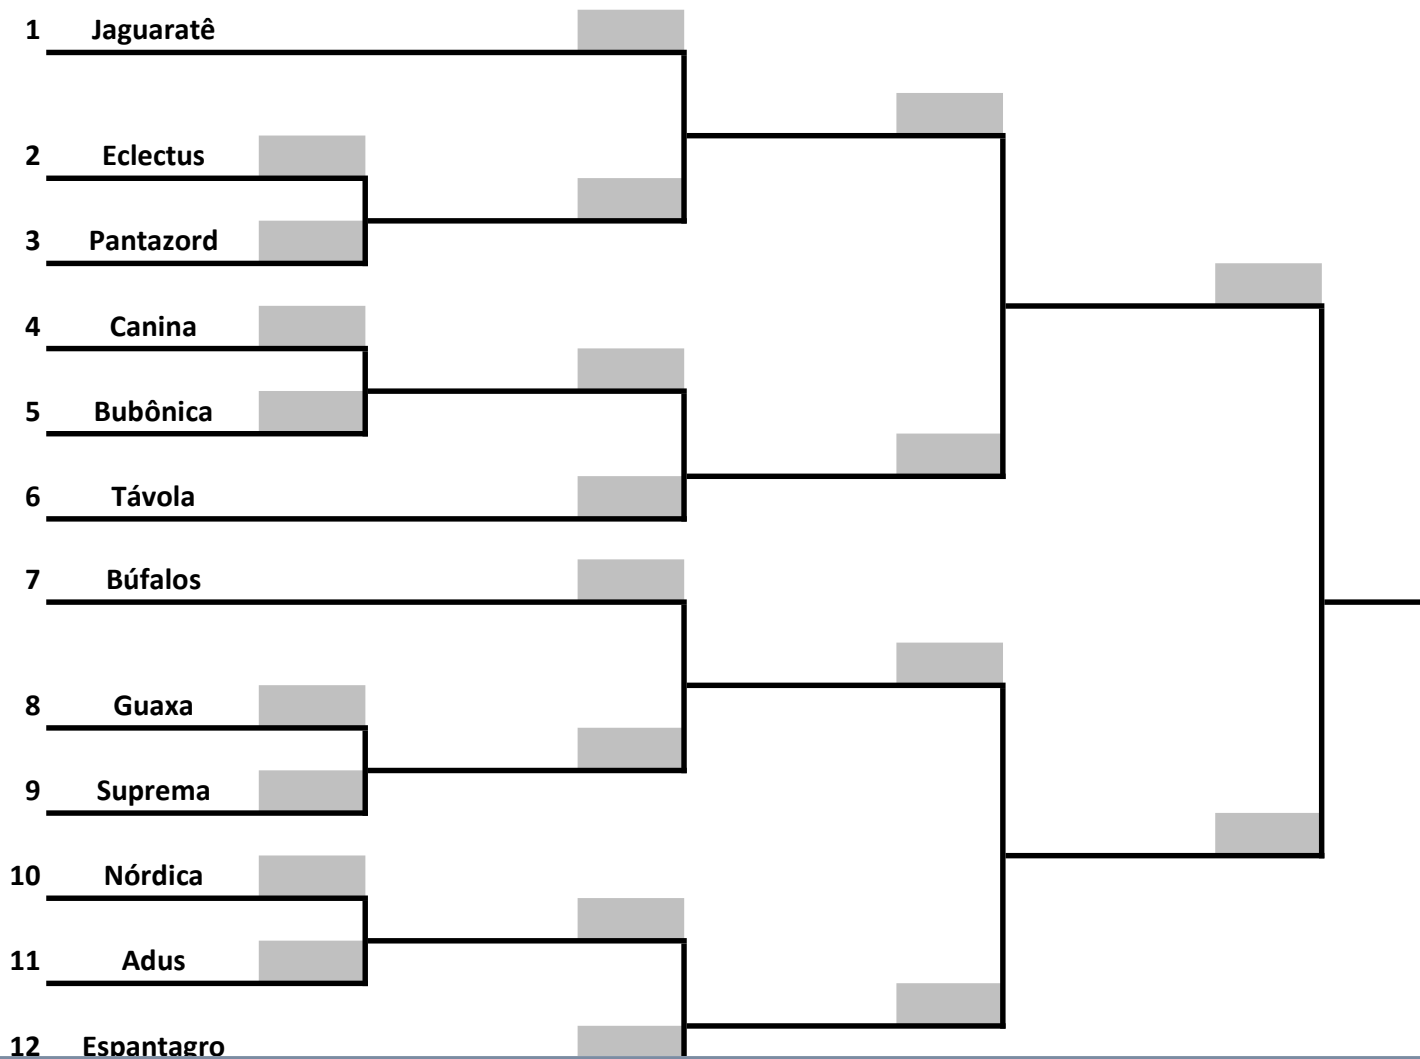 1 Jaguaratê
2 Eclectus
3 Pantazord
4 Canina
5 Bubônica
6 Távola
7 Búfalos
8 Guaxa
9 Suprema
10 Nórdica
11 Adus
12 Espantagro